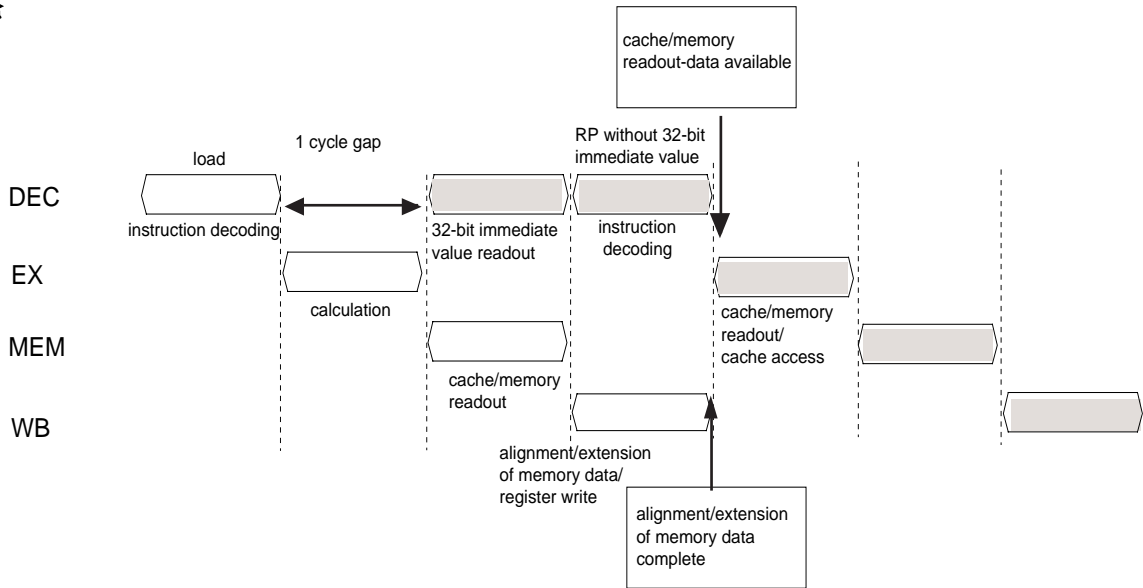 cache/memory
readout-data available
1 cycle gap
RP without 32-bit
immediate value
load
DEC
instruction decoding
32-bit immediate
value readout
instruction
decoding
EX
calculation
cache/memory
readout/
cache access
MEM
cache/memory
readout
WB
alignment/extension
of memory data/
register write
alignment/extension
of memory data
complete